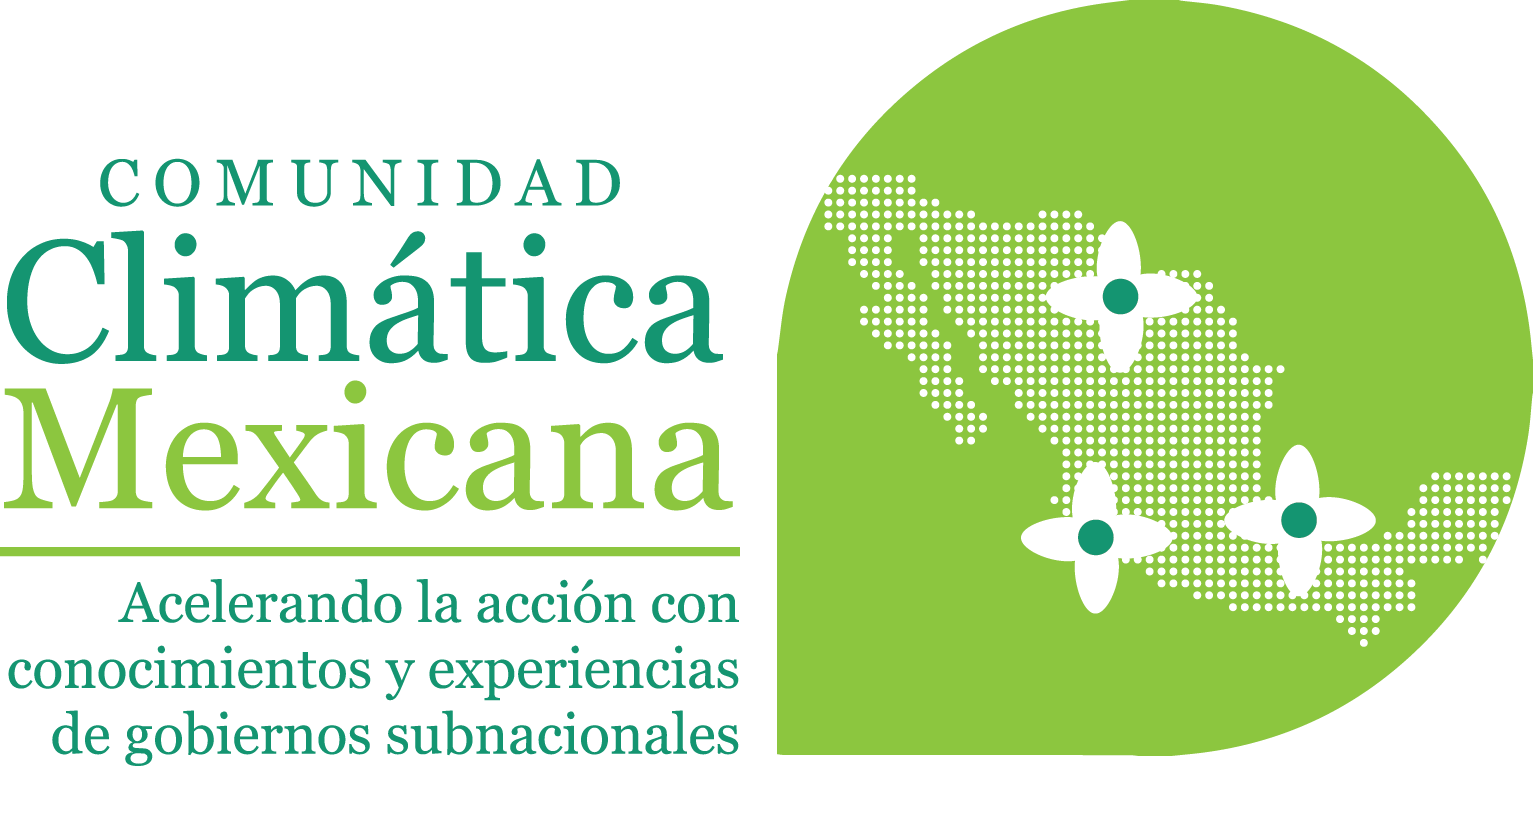 COMUNIDAD
Climática
Mexicana
Acelerando la acción con
conocimientos y experiencias
de gobiernos subnacionales